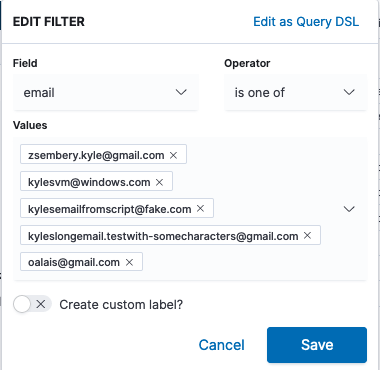 EDIT FILTER Edit as Query DSL
Field Operator
email is one of
Values
zsembery.kyle@gmail.com ×
kylesvm@windows.com ×
kylesemailfromscript@fake.com ×
kyleslongemail.testwith-somecharacters@gmail.com ×
oalais@gmail.com ×
Create custom label?
Cancel Save